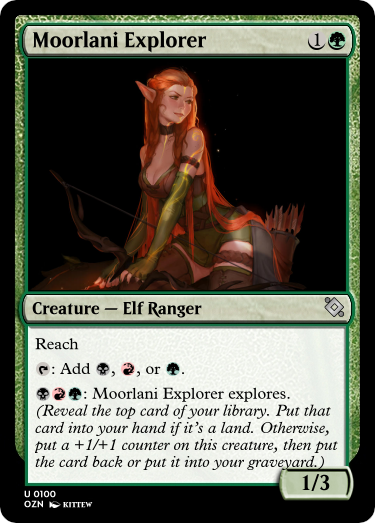 Moorlani Explorer 1
Creature — Elf Ranger
Reach
: Add , , or .
: Moorlani Explorer explores.
(Reveal the top card of your library. Put that
card into your hand if it's a land. Otherwise,
put a +1/+1 counter on this creature, then put
the card back or put it into your graveyard.)
1/3
U 0100
OZN KITTEW